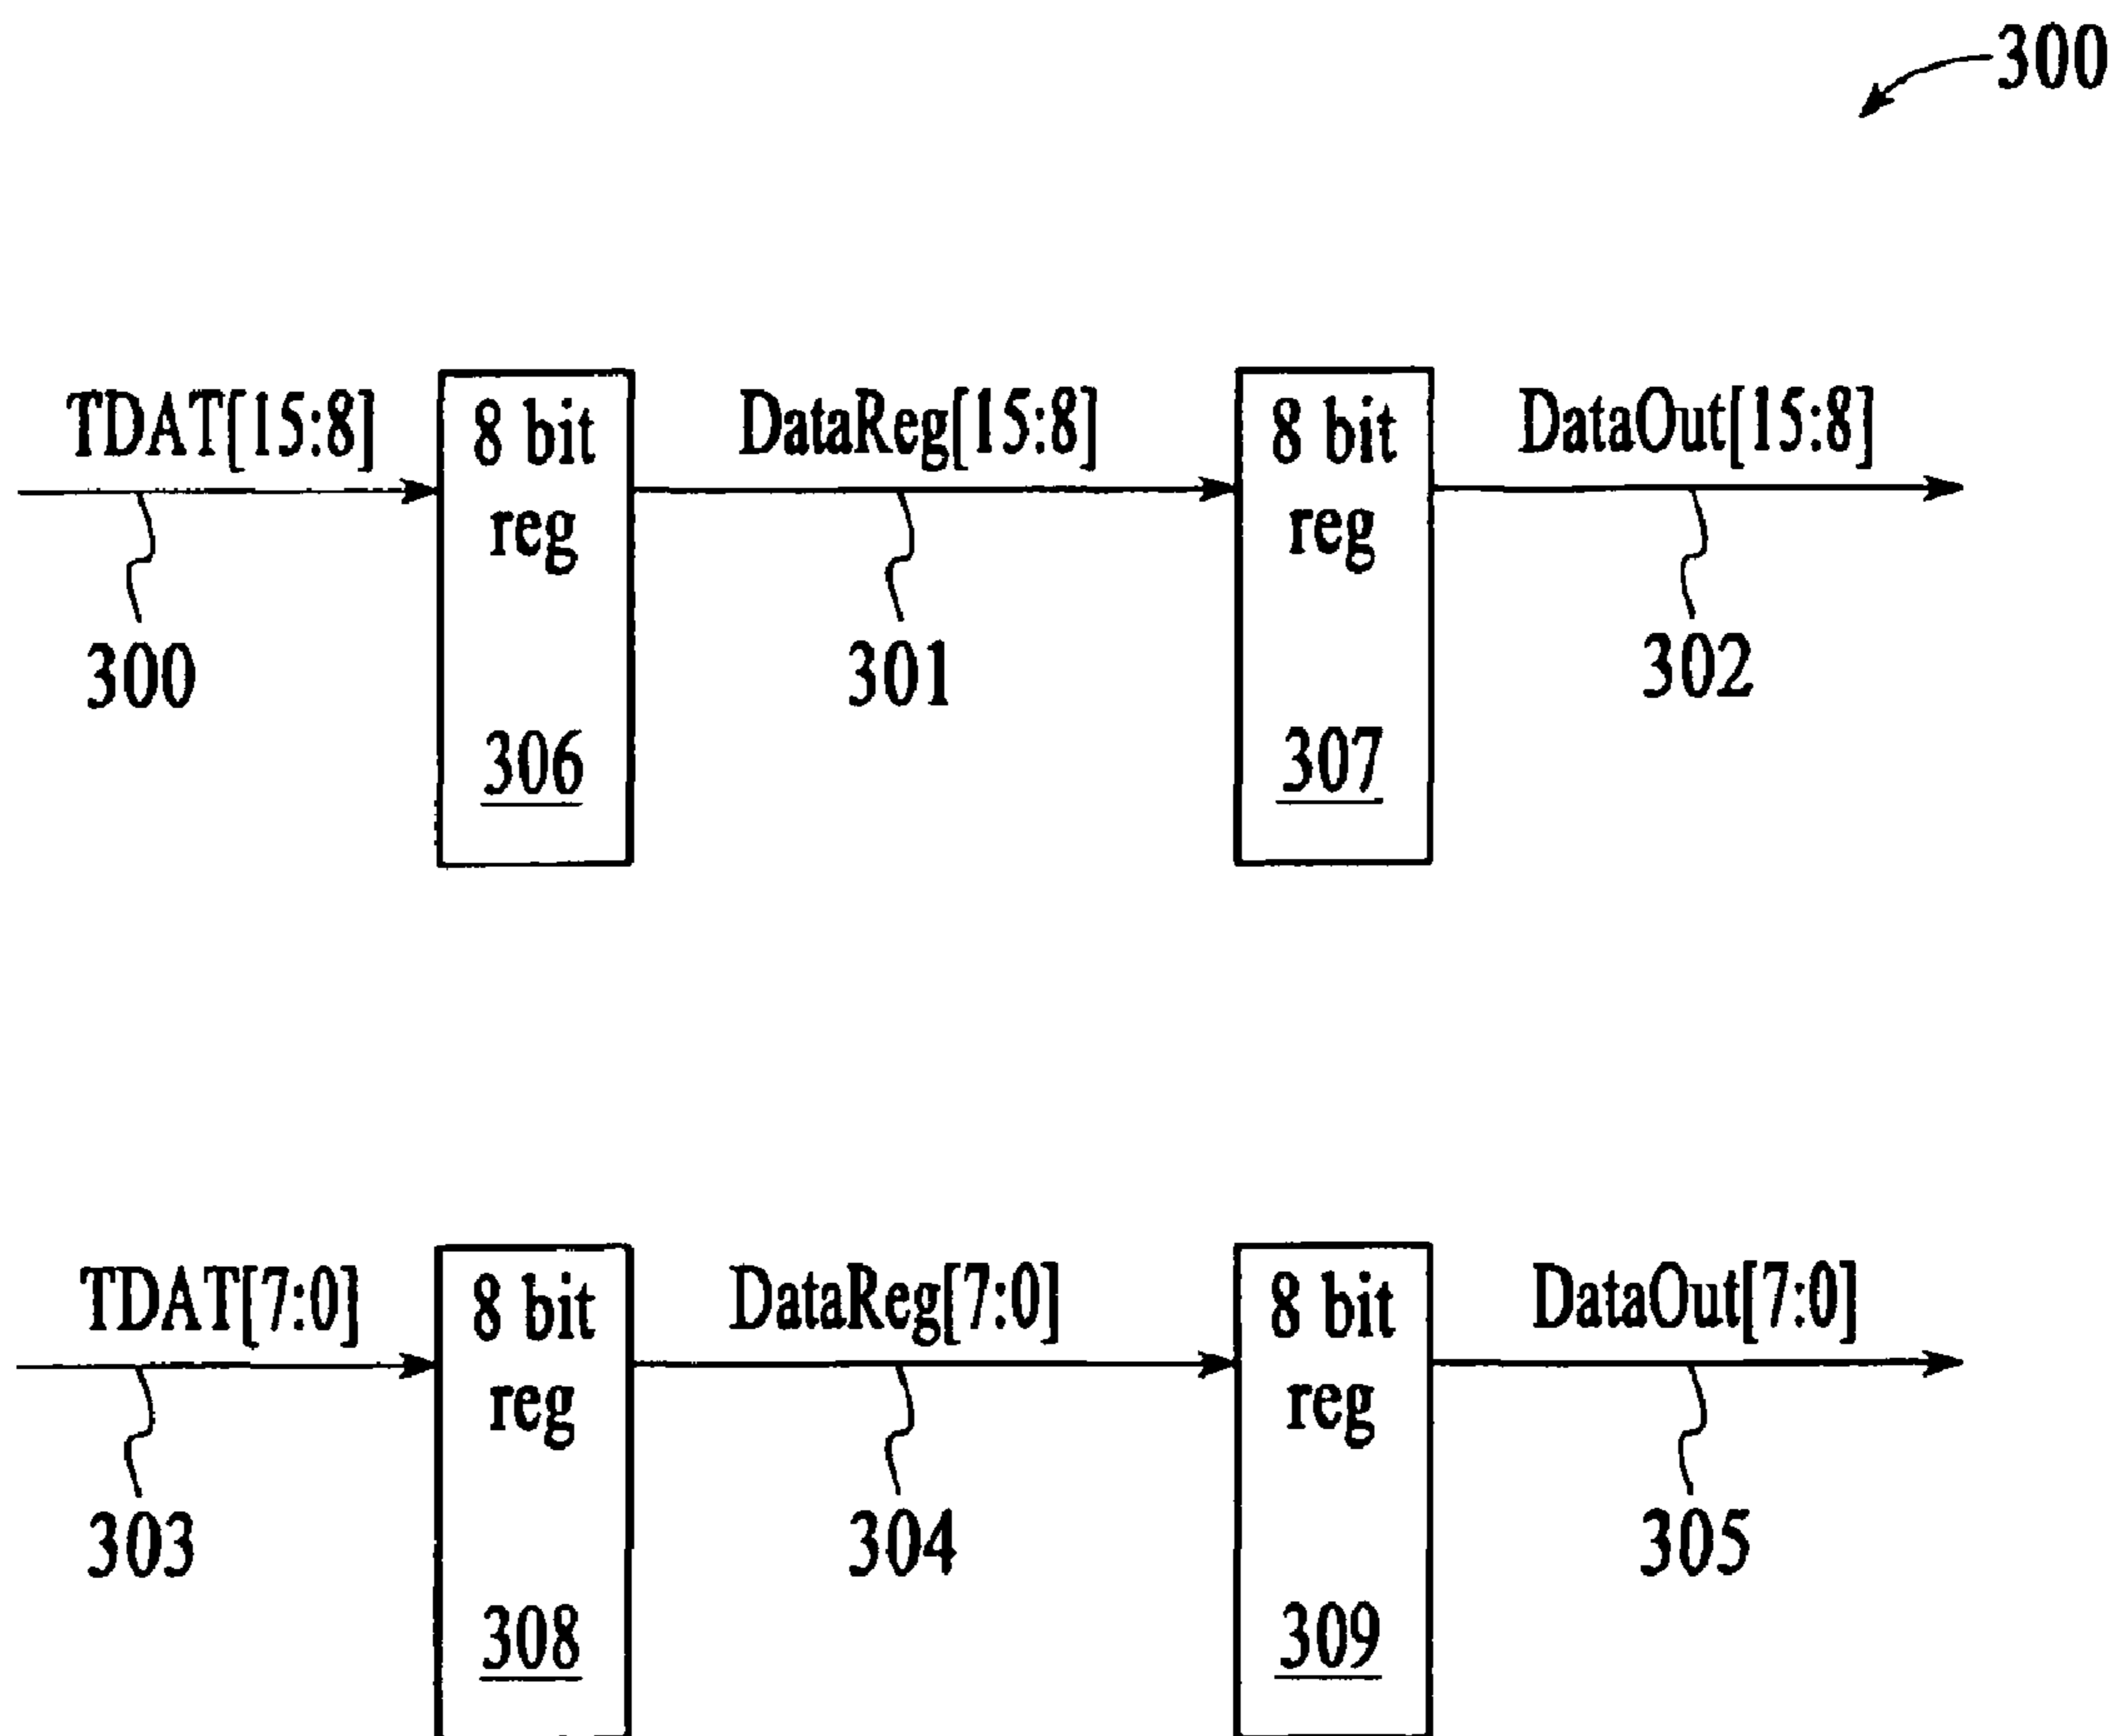 300
TDAT[15:8]
8 bit
reg
306
DataReg[15:8]
8 bit
reg
307
DataOut[15:8]
300
301
302
TDAT[7:0]
8 bit
reg
308
DataReg[7:0]
8 bit
reg
309
DataOut[7:0]
303
304
305